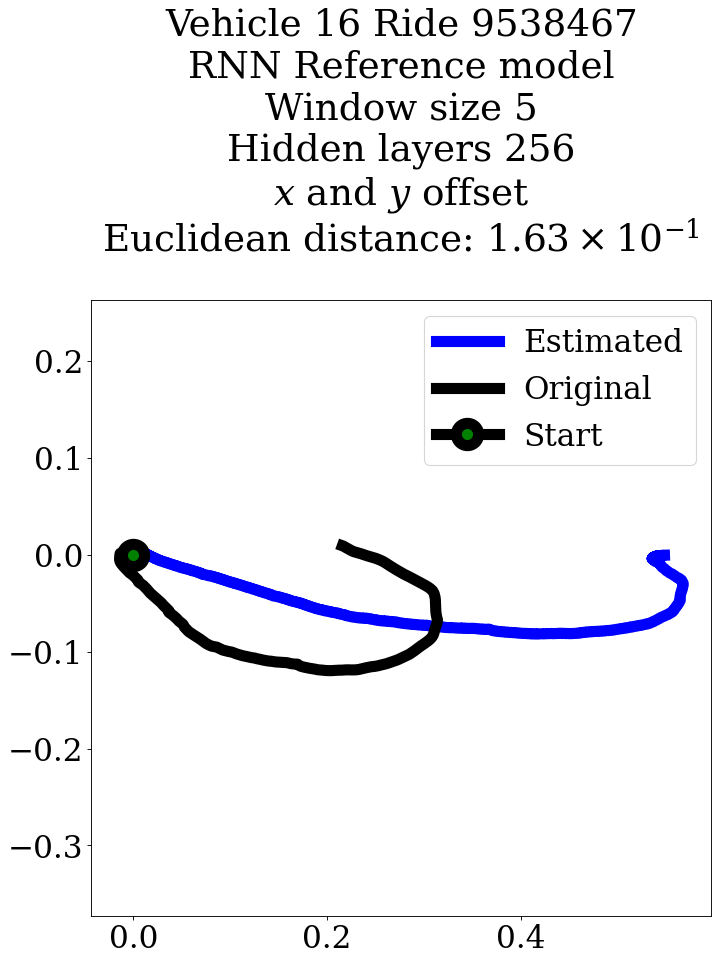 Vehicle 16 Ride 9538467
RNN Reference model
Window size 5
Hidden layers 256
x and y offset
Euclidean distance: 1.63 × 10⁻¹
Estimated
Original
Start
0.2
0.1
0.0
−0.1
−0.2
−0.3
0.0 0.2 0.4